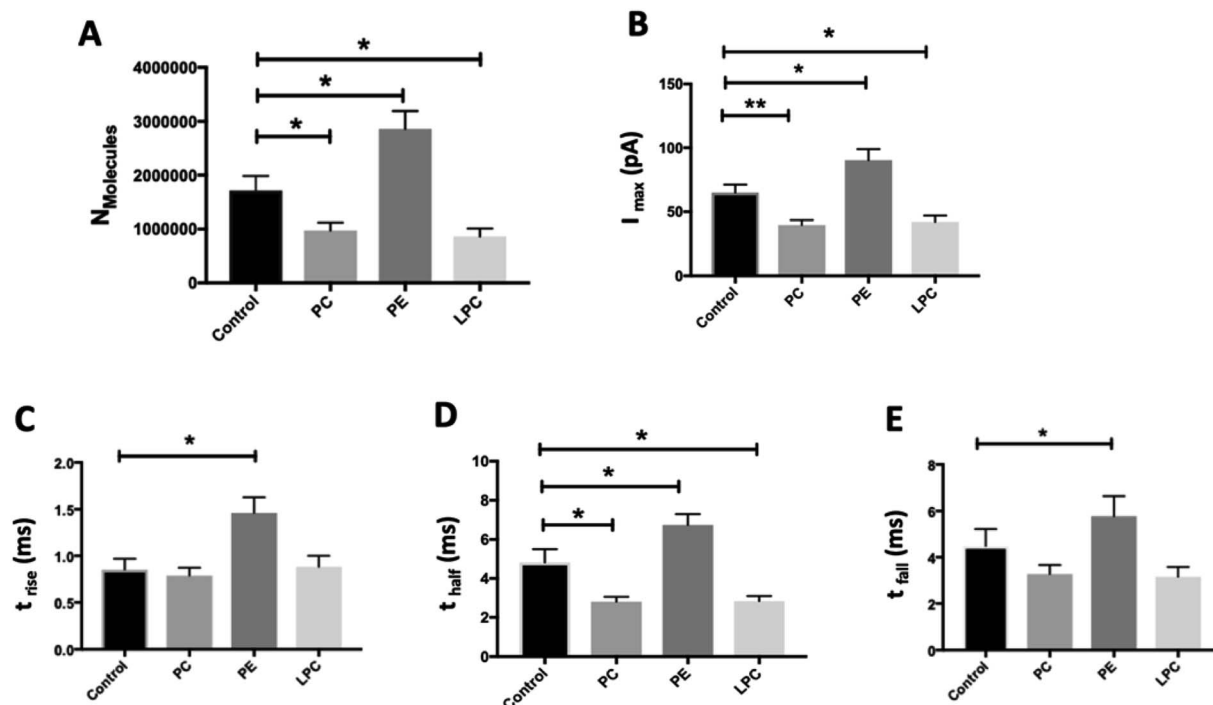 A
N Molecules
4000000
3000000
2000000
1000000
0
*
*
*
Control
PC
PE
LPC
B
I max (pA)
150
100
50
0
*
*
**
Control
PC
PE
LPC
C
t rise (ms)
2.0
1.5
1.0
0.5
0.0
*
Control
PC
PE
LPC
D
t half (ms)
10
8
6
4
2
0
*
*
*
Control
PC
PE
LPC
E
t fall (ms)
8
6
4
2
0
*
Control
PC
PE
LPC